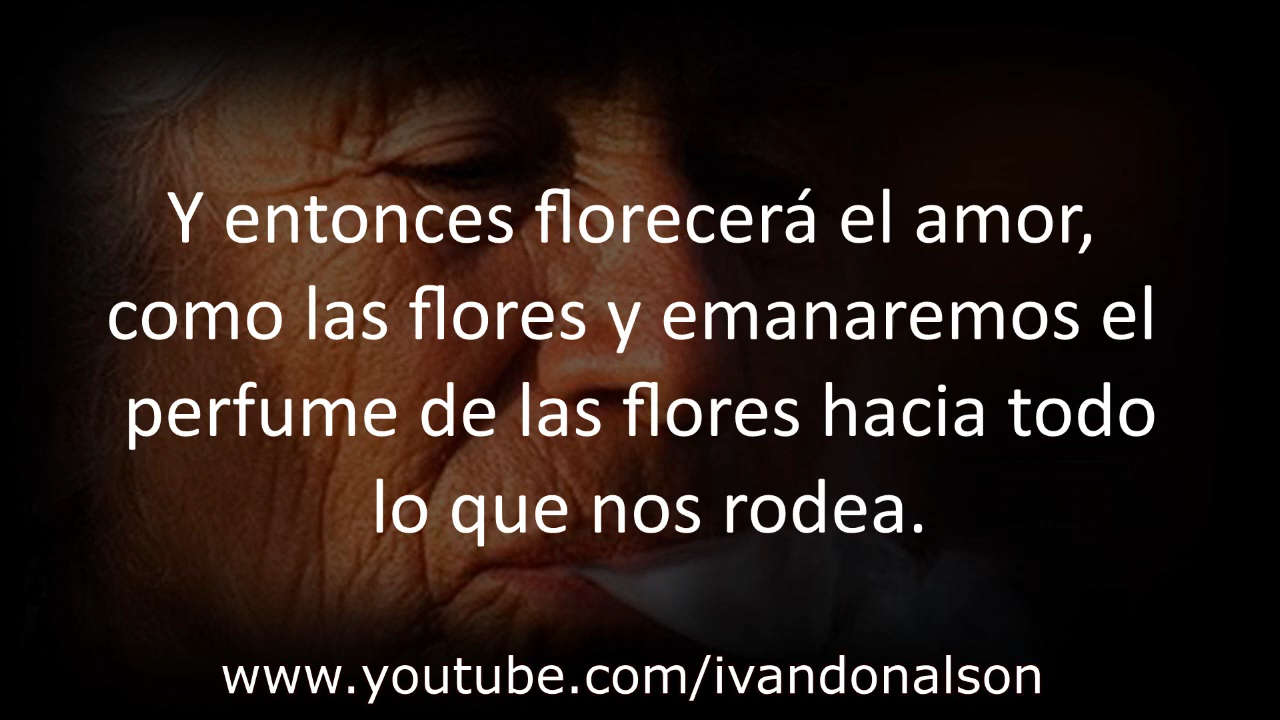 Y entonces florecerá el amor,
como las flores y emanaremos el
perfume de las flores hacia todo
lo que nos rodea.
www.youtube.com/ivandonalson